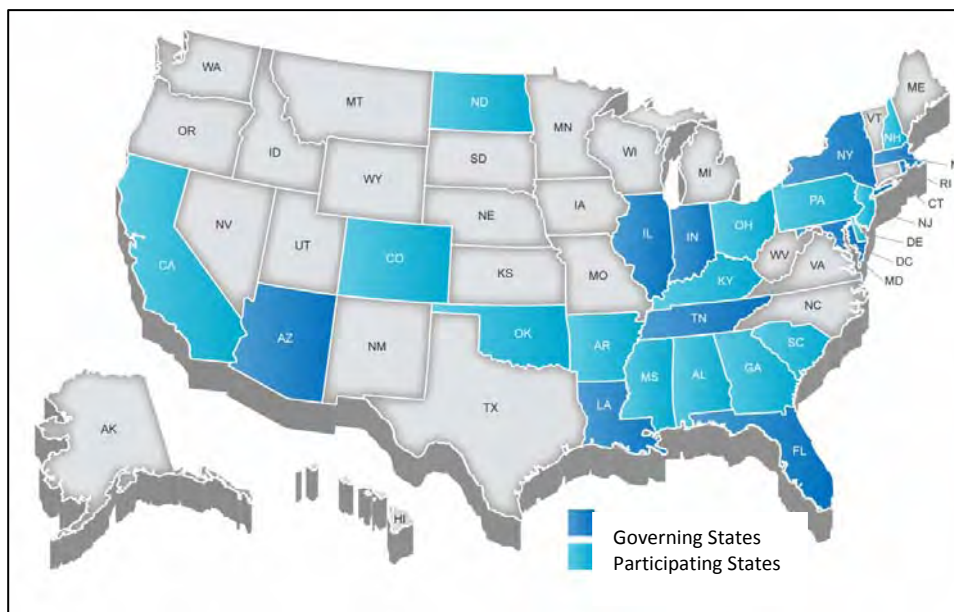 WA
MT
ND
MN
ME
VT
NH
OR
ID
SD
WI
MI
NY
M
RI
CT
WY
IA
PA
NJ
NE
NV
UT
IL
IN
OH
DE
DC
MD
CA
CO
KS
MO
WV
VA
KY
NC
TN
AZ
NM
OK
AR
SC
MS
AL
GA
TX
LA
FL
AK
HI
Governing States
Participating States